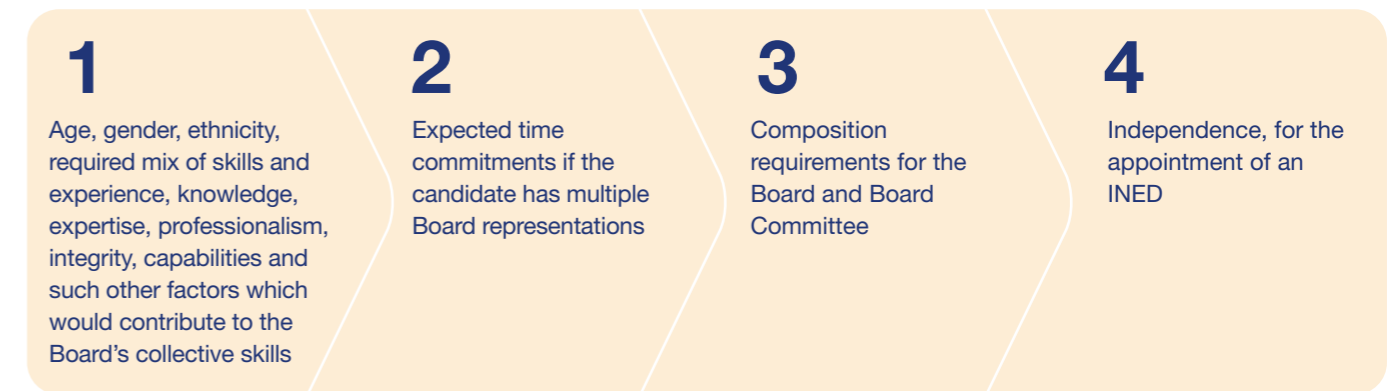 1
Age, gender, ethnicity,
required mix of skills and
experience, knowledge,
expertise, professionalism,
integrity, capabilities and
such other factors which
would contribute to the
Board’s collective skills
2
Expected time
commitments if the
candidate has multiple
Board representations
3
Composition
requirements for the
Board and Board
Committee
4
Independence, for the
appointment of an
INED